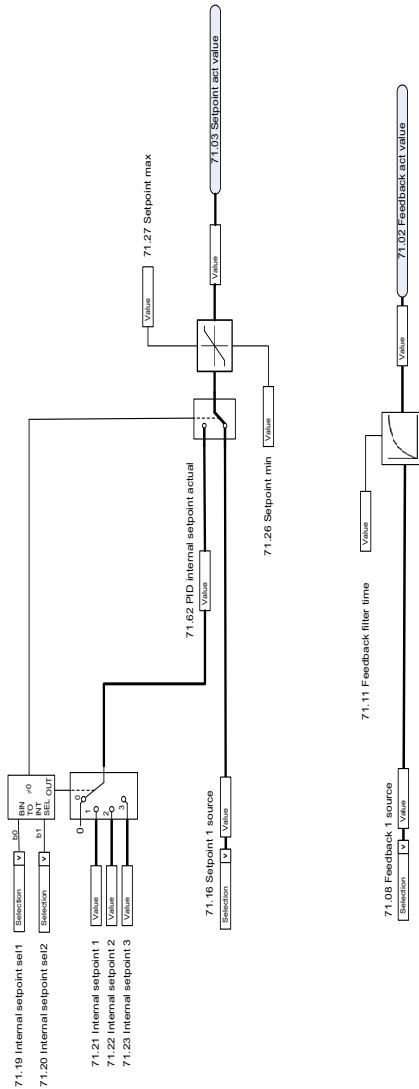 71.19 Internal setpoint sel1
Selection v
b0
71.20 Internal setpoint sel2
Selection v
b1
BIN
TO
INT
SEL
≠0
OUT
0
0
1
2
3
71.21 Internal setpoint 1
Value
71.22 Internal setpoint 2
Value
71.23 Internal setpoint 3
Value
71.62 PID internal setpoint actual
Value
71.16 Setpoint 1 source
Selection v
Value
71.27 Setpoint max
Value
71.26 Setpoint min
Value
Value
71.03 Setpoint act value
71.11 Feedback filter time
Value
71.08 Feedback 1 source
Selection v
Value
Value
71.02 Feedback act value